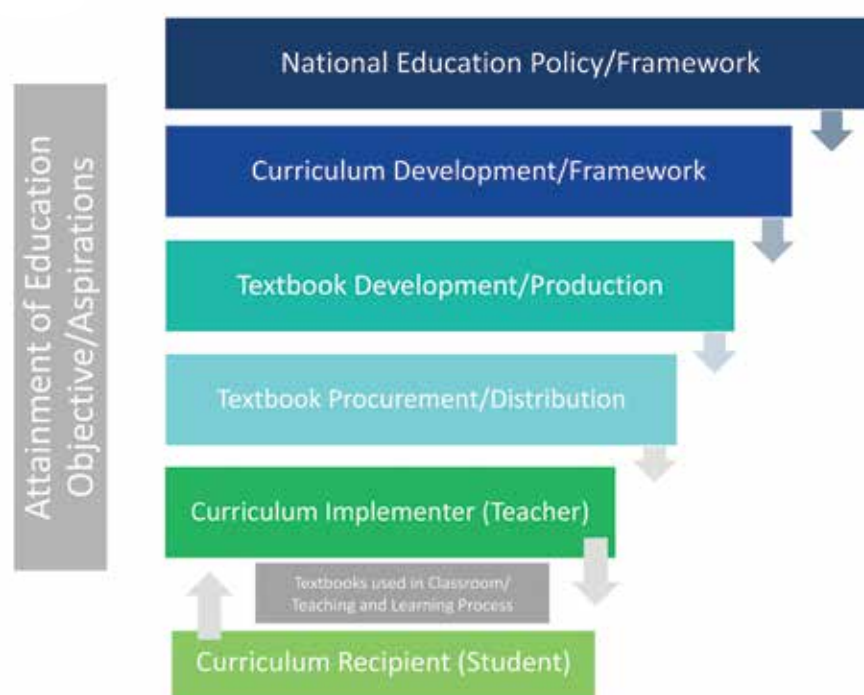 Attainment of Education
Objective/Aspirations
National Education Policy/Framework
Curriculum Development/Framework
Textbook Development/Production
Textbook Procurement/Distribution
Curriculum Implementer (Teacher)
Textbooks used in Classroom/
Teaching and Learning Process
Curriculum Recipient (Student)